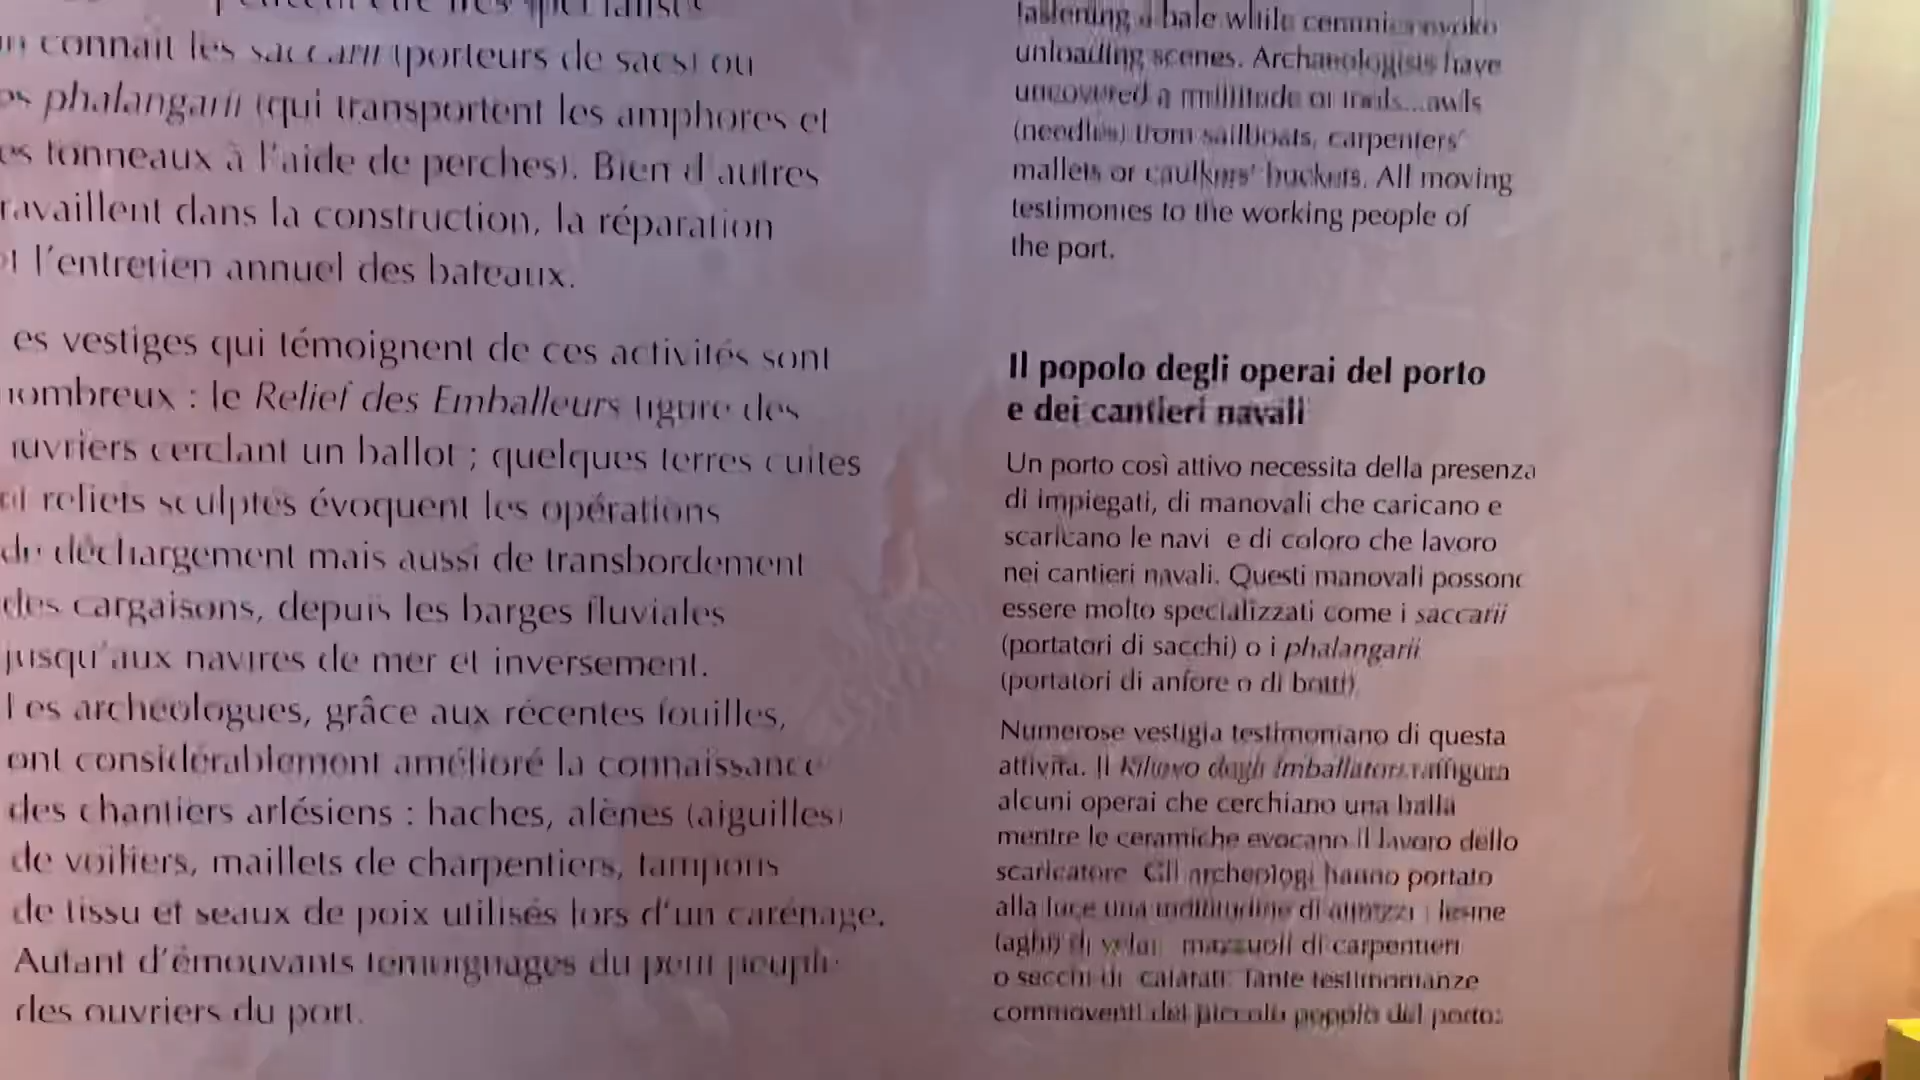 connaît les saccarii (porteurs de sacs) ou
phalangarii (qui transportent les amphores et
es tonneaux à l'aide de perches). Bien d'autres
ravaillent dans la construction, la réparation
l'entretien annuel des bateaux.
es vestiges qui témoignent de ces activités sont
ombreux : le Relief des Emballeurs figure des
uvriers cerclant un ballot ; quelques terres cuites
et reliefs sculptés évoquent les opérations
de déchargement mais aussi de transbordement
des cargaisons, depuis les barges fluviales
jusqu'aux navires de mer et inversement.
Les archéologues, grâce aux récentes fouilles,
ont considérablement amélioré la connaissance
des chantiers arlésiens : haches, alènes (aiguilles)
de voiliers, maillets de charpentiers, tampons
de tissu et seaux de poix utilisés lors d'un carénage.
Autant d'émouvants témoignages du petit peuple
des ouvriers du port.
fastening a bale while
unloading scenes. Archaeologists have
uncovered a multitude of tools...awls
(needles) from sailboats, carpenters'
mallets or caulkers' buckets. All moving
testimonies to the working people of
the port.
Il popolo degli operai del porto
e dei cantieri navali
Un porto così attivo necessita della presenza
di impiegati, di manovali che caricano e
scaricano le navi e di coloro che lavoro
nei cantieri navali. Questi manovali possono
essere molto specializzati come i saccarii
(portatori di sacchi) o i phalangarii
(portatori di anfore o di botti)
Numerose vestigia testimoniano di questa
attività. Il Rilievo degli Imballatori raffigura
alcuni operai che cerchiano una balla
mentre le ceramiche evocano il lavoro dello
scaricatore Gli archeologi hanno portato
alla luce una moltitudine di attrezzi : lesine
(aghi) di mazzuoli di carpentieri
o secchi di calafati. Tante testimonianze
commoventi del piccolo popolo del porto.